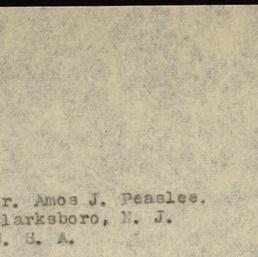 r. Amos J. Peaslee.
larksboro, N. J.
. S. A.